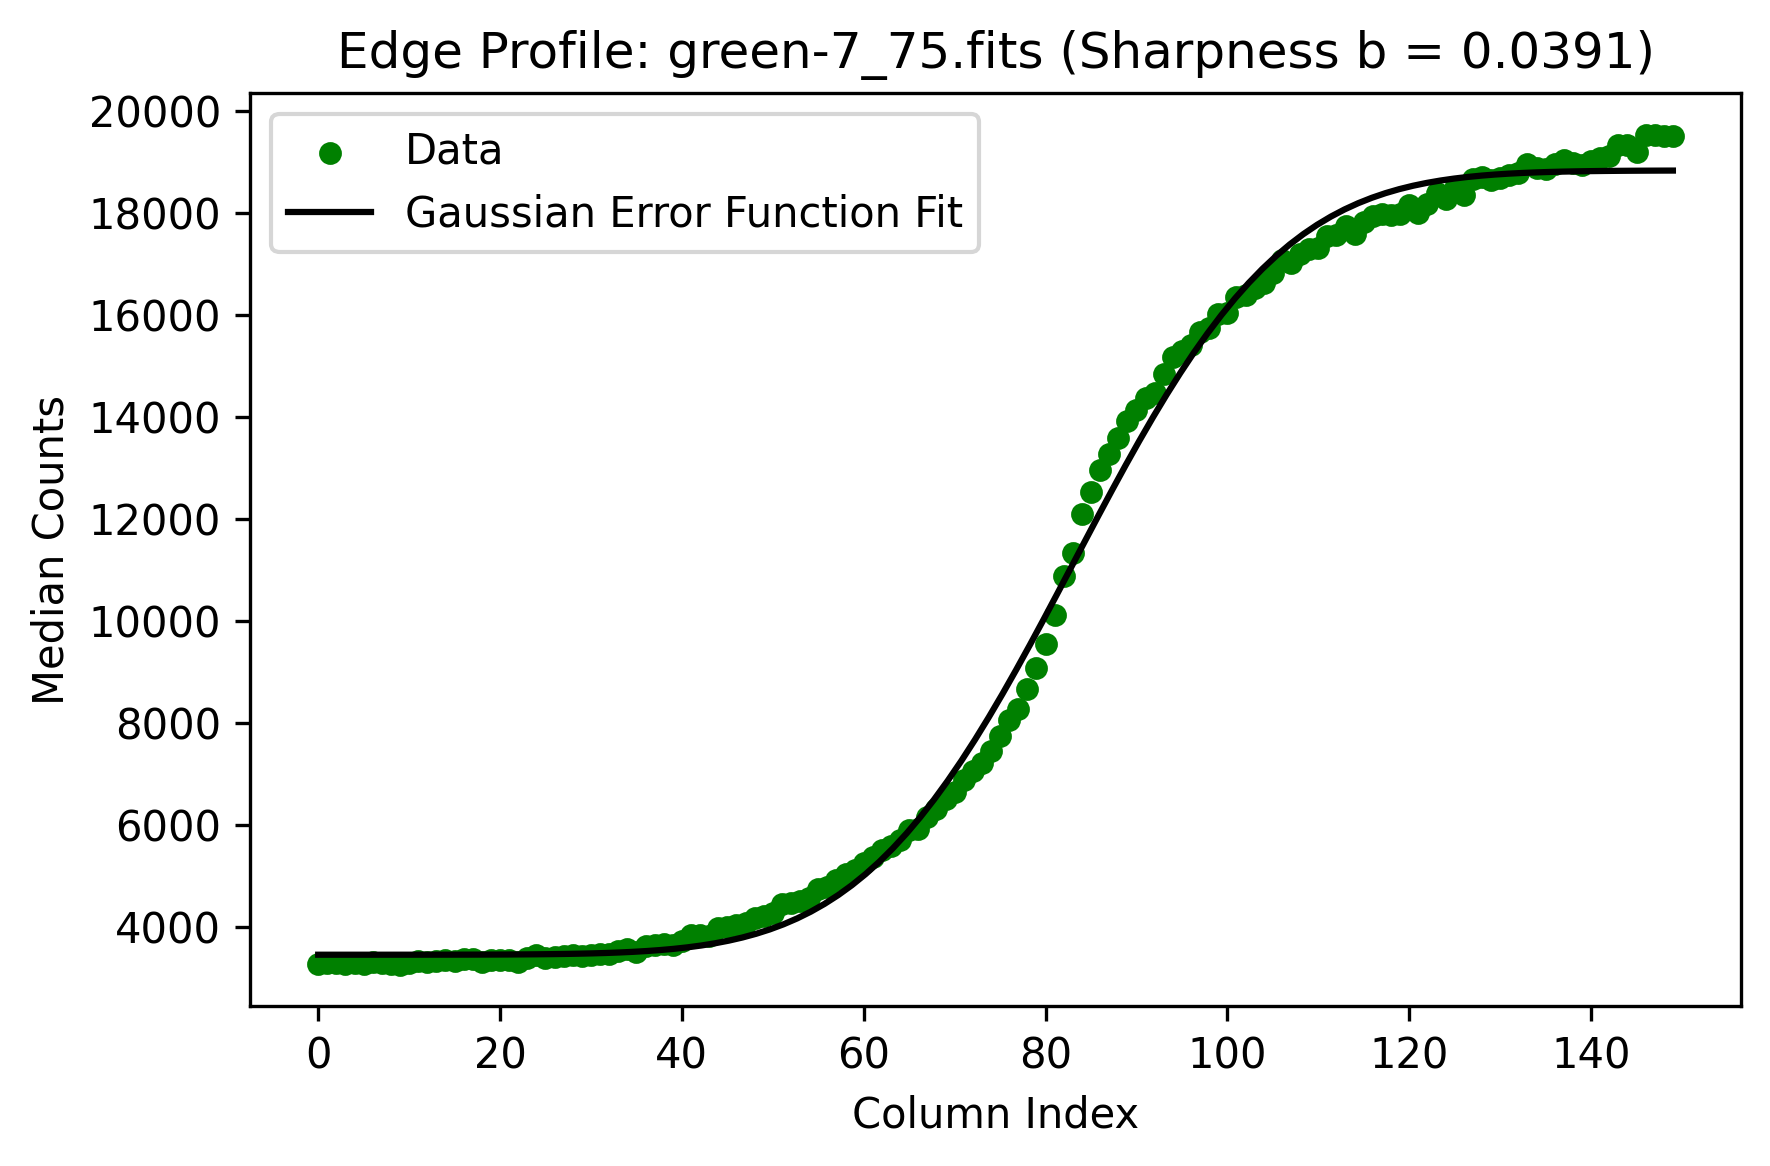 Edge Profile: green-7_75.fits (Sharpness b = 0.0391)
20000
18000
16000
14000
12000
10000
8000
6000
4000
Median Counts
Data
Gaussian Error Function Fit
0 20 40 60 80 100 120 140
Column Index